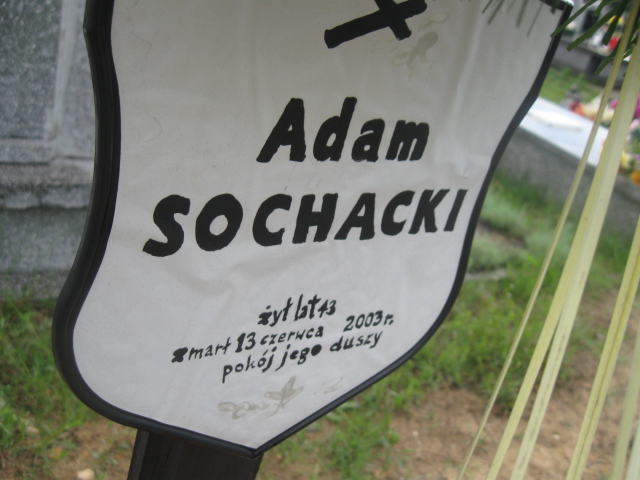 Adam
SOCHACKI
żył lat 43
zmarł 13 czerwca 2003 r.
pokój jego duszy